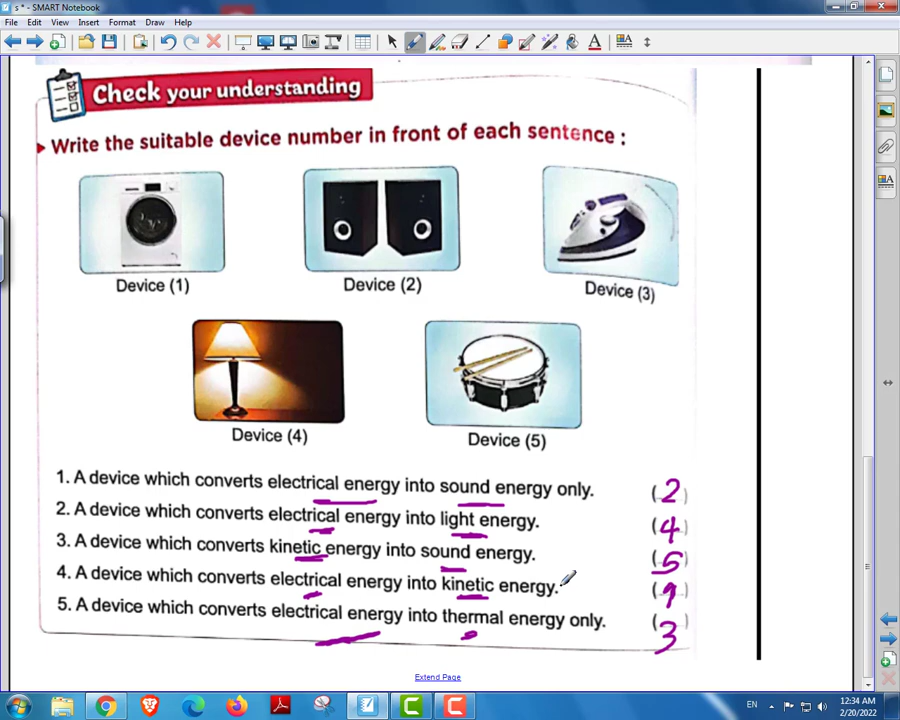 s * - SMART Notebook
File Edit View Insert Format Draw Help
Check your understanding
Write the suitable device number in front of each sentence :
Device (1)
Device (2)
Device (3)
Device (4)
Device (5)
1. A device which converts electrical energy into sound energy only. (2)
2. A device which converts electrical energy into light energy. (4)
3. A device which converts kinetic energy into sound energy. (5)
4. A device which converts electrical energy into kinetic energy. (1)
5. A device which converts electrical energy into thermal energy only. (3)
Extend Page
EN
12:34 AM
2/20/2022